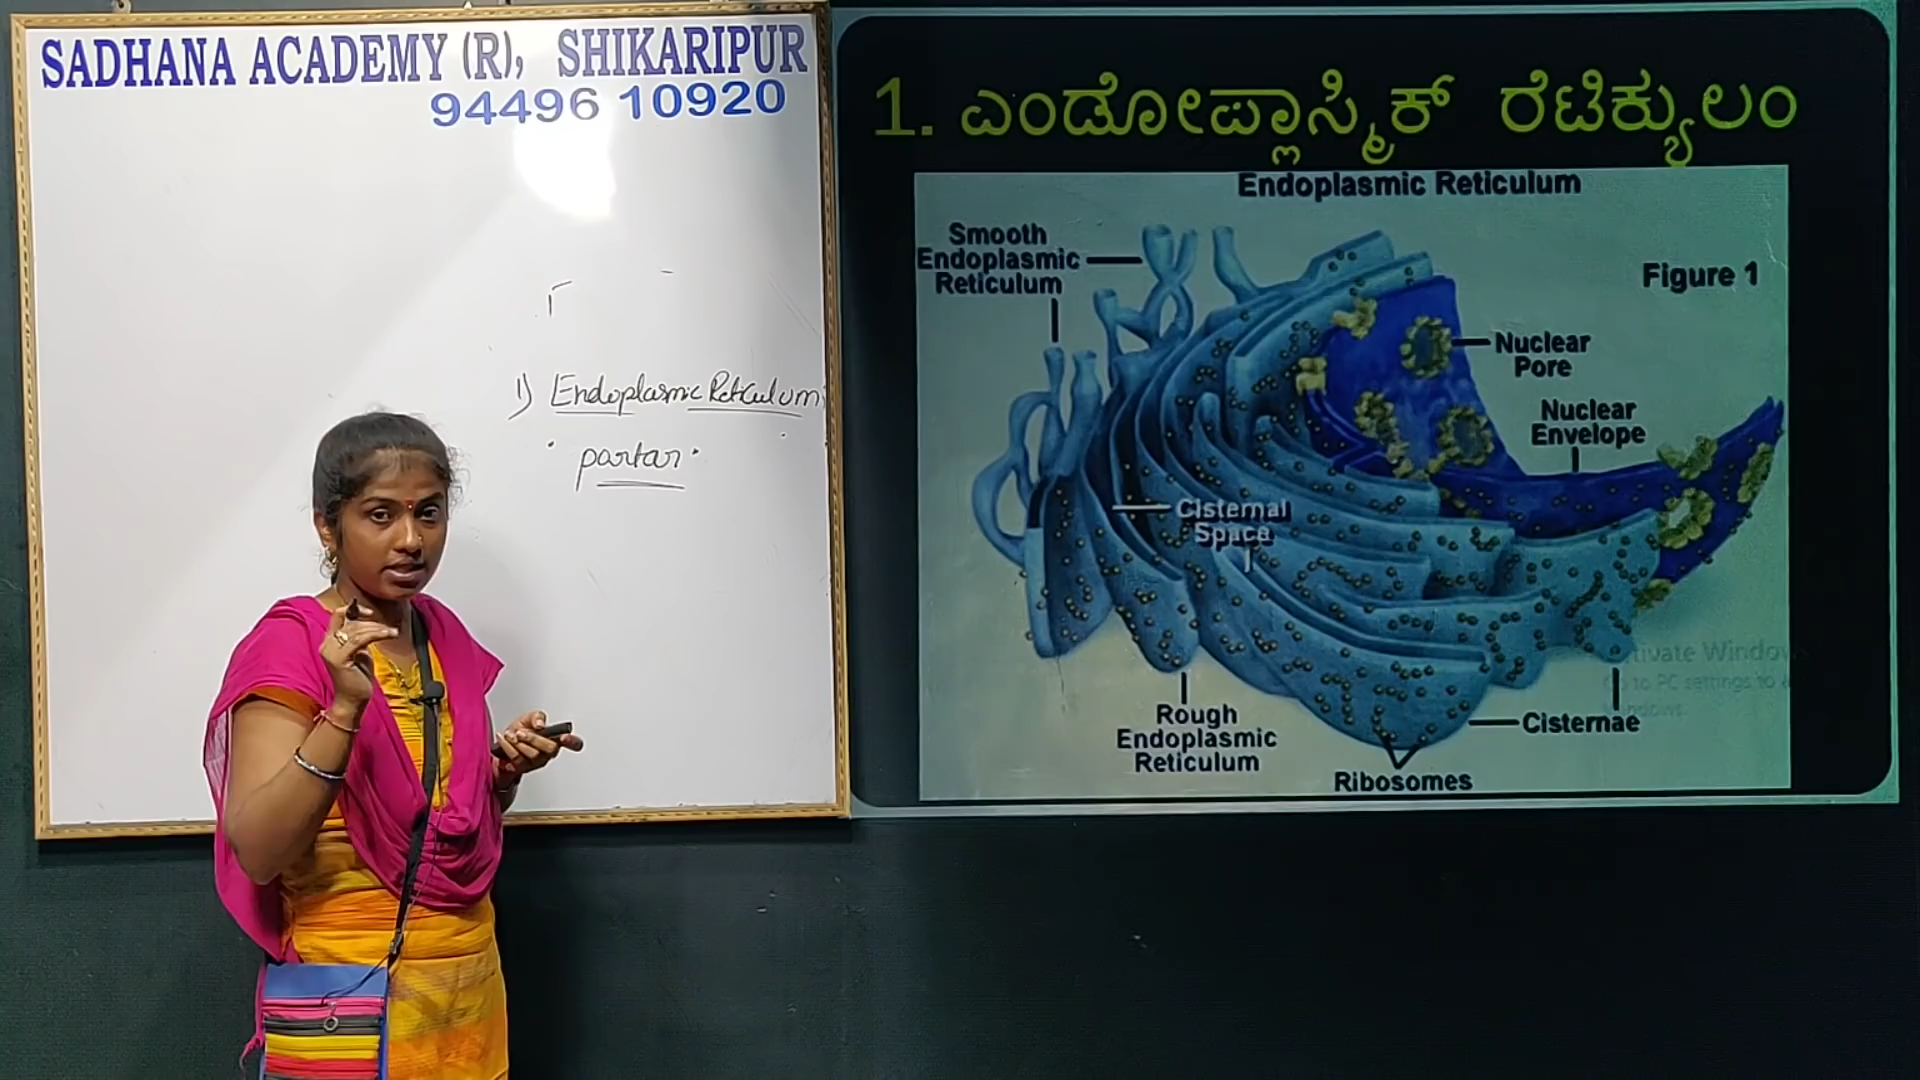 SADHANA ACADEMY (R), SHIKARIPUR
94496 10920
1) Endoplasmic Reticulum
partar
1. ಎಂಡೋಪ್ಲಾಸ್ಮಿಕ್ ರೆಟಿಕ್ಯುಲಂ
Endoplasmic Reticulum
Smooth
Endoplasmic
Reticulum
Figure 1
Nuclear
Pore
Nuclear
Envelope
Cisternal
Space
Rough
Endoplasmic
Reticulum
Cisternae
Ribosomes